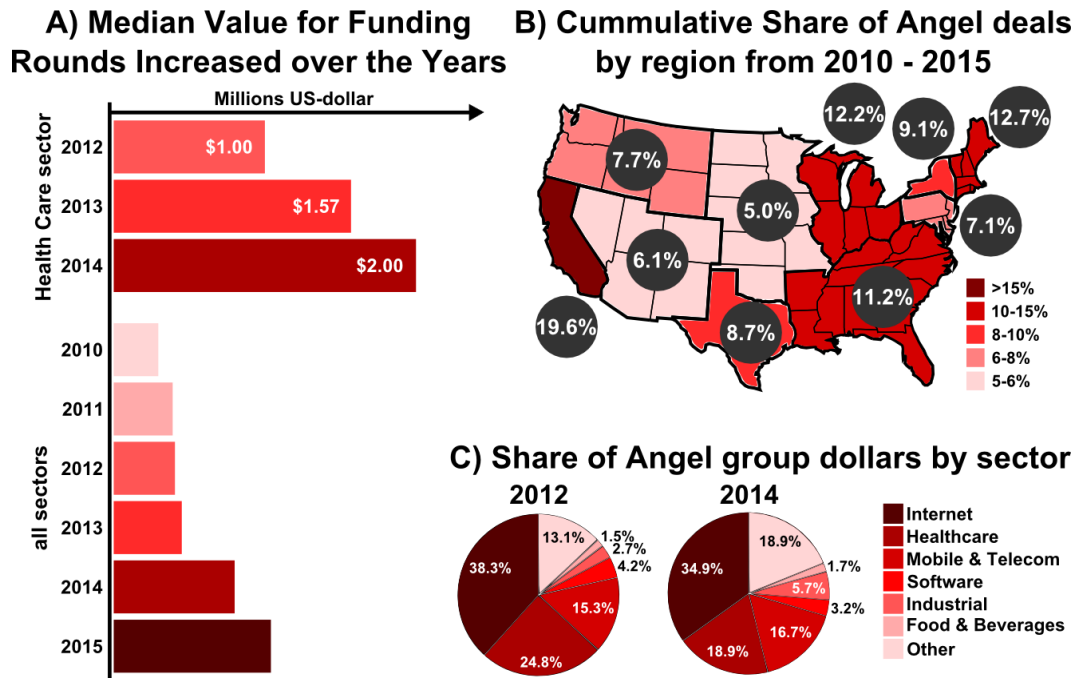 A) Median Value for Funding
Rounds Increased over the Years
Millions US-dollar
Health Care sector
2012
$1.00
2013
$1.57
2014
$2.00
all sectors
2010
2011
2012
2013
2014
2015
B) Cummulative Share of Angel deals
by region from 2010 - 2015
12.2%
9.1%
12.7%
7.7%
5.0%
7.1%
6.1%
11.2%
19.6%
8.7%
>15%
10-15%
8-10%
6-8%
5-6%
C) Share of Angel group dollars by sector
2012
13.1%
1.5%
2.7%
4.2%
38.3%
15.3%
24.8%
2014
18.9%
1.7%
34.9%
5.7%
3.2%
16.7%
18.9%
Internet
Healthcare
Mobile & Telecom
Software
Industrial
Food & Beverages
Other